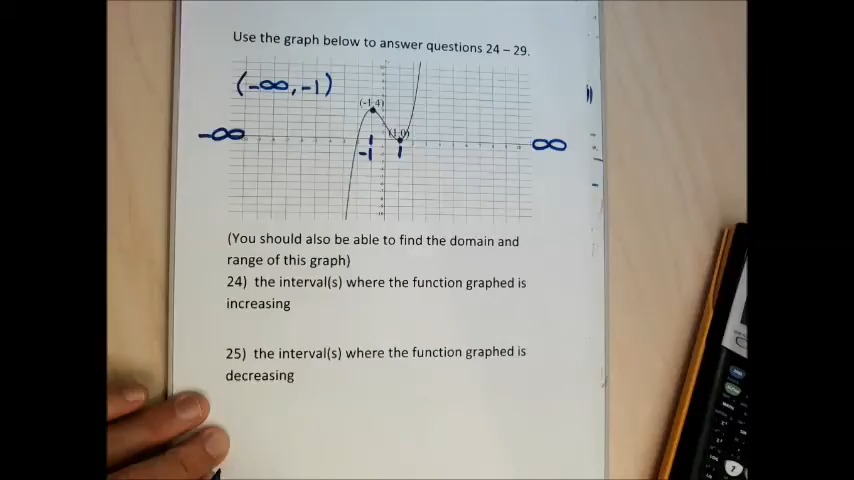 Use the graph below to answer questions 24 – 29.
(-∞, -1)
(-1,4)
(1,0)
-∞
∞
-1
1
(You should also be able to find the domain and
range of this graph)
24) the interval(s) where the function graphed is
increasing
25) the interval(s) where the function graphed is
decreasing